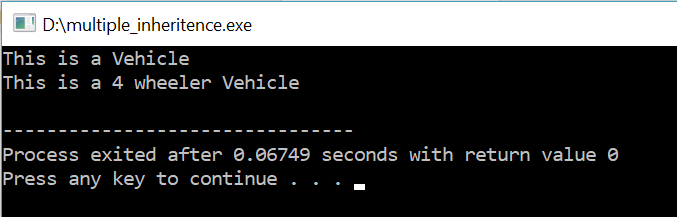 D:\multiple_inheritence.exe
This is a Vehicle
This is a 4 wheeler Vehicle
--------------------------------
Process exited after 0.06749 seconds with return value 0
Press any key to continue . . .